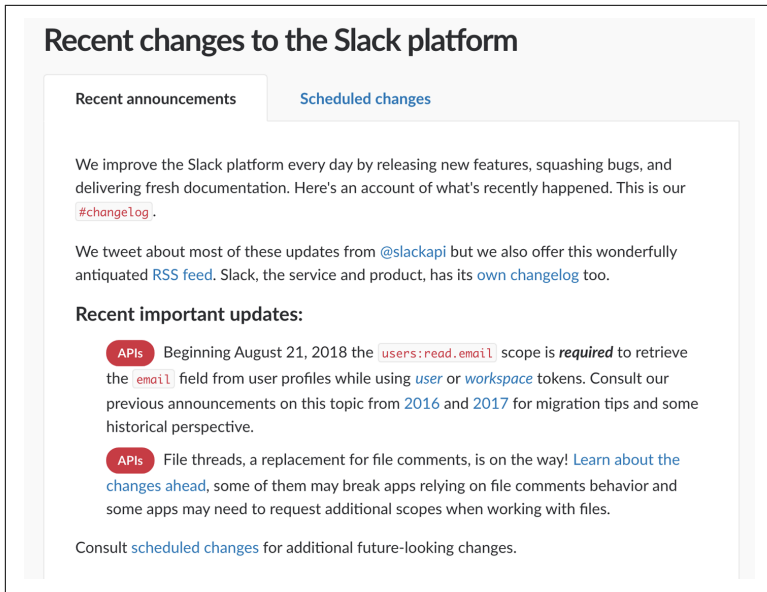 Recent changes to the Slack platform
Recent announcements
Scheduled changes
We improve the Slack platform every day by releasing new features, squashing bugs, and
delivering fresh documentation. Here's an account of what's recently happened. This is our
#changelog.
We tweet about most of these updates from @slackapi but we also offer this wonderfully
antiquated RSS feed. Slack, the service and product, has its own changelog too.
Recent important updates:
APIs Beginning August 21, 2018 the users:read.email scope is required to retrieve
the email field from user profiles while using user or workspace tokens. Consult our
previous announcements on this topic from 2016 and 2017 for migration tips and some
historical perspective.
APIs File threads, a replacement for file comments, is on the way! Learn about the
changes ahead, some of them may break apps relying on file comments behavior and
some apps may need to request additional scopes when working with files.
Consult scheduled changes for additional future-looking changes.